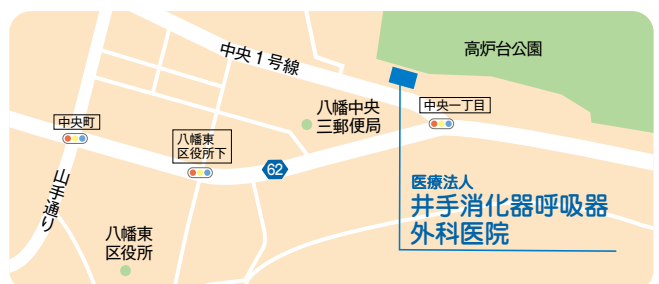 高炉台公園
中央1号線
八幡中央
三郵便局
中央一丁目
中央町
八幡東
区役所下
62
山手通り
医療法人
井手消化器呼吸器
外科医院
八幡東
区役所